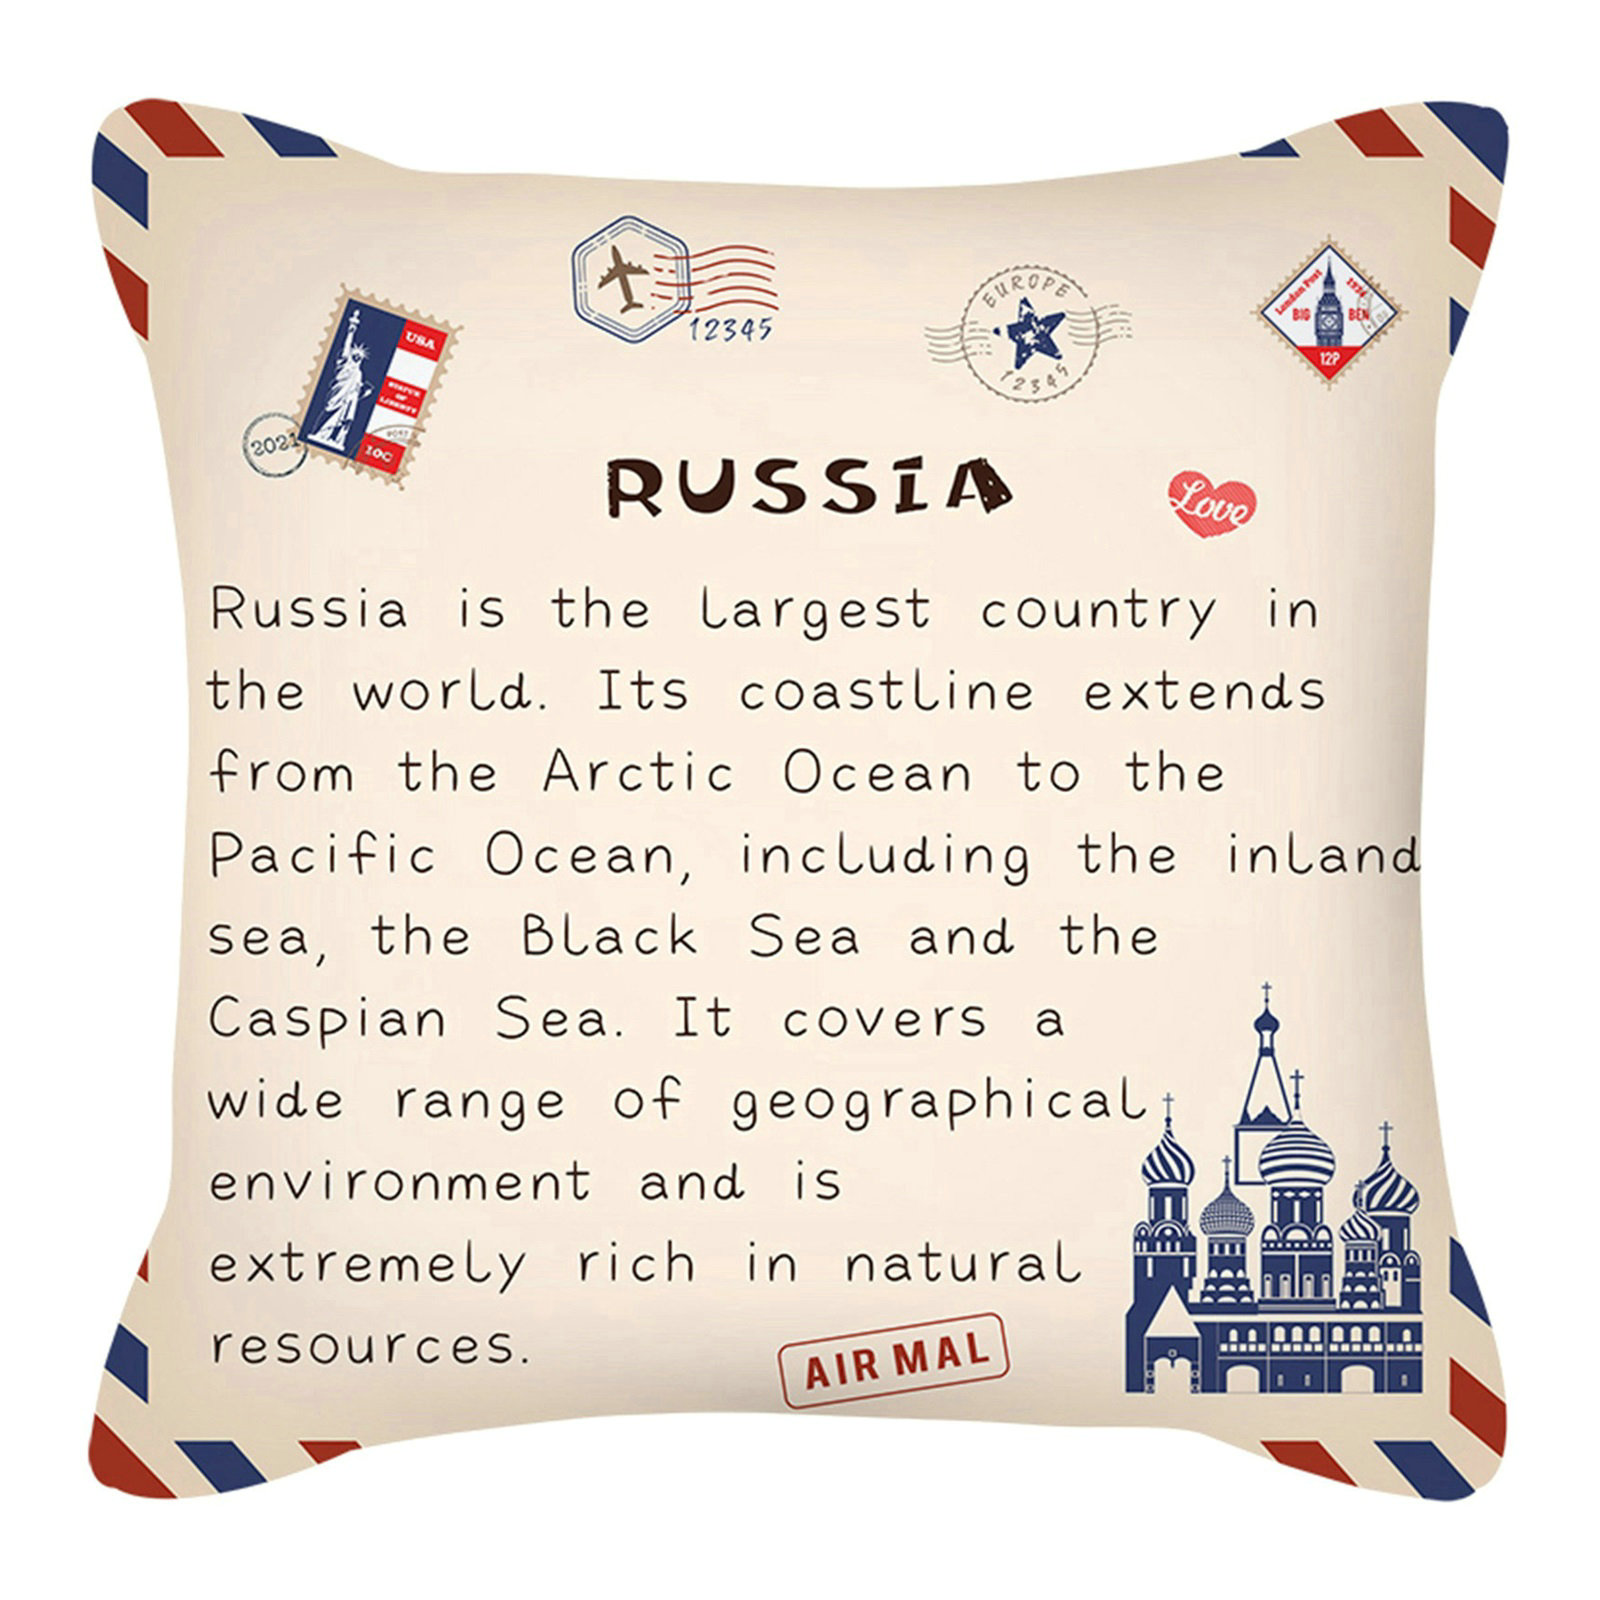 12345
EUROPE
12345
London Post 1924
BIG BEN
12P
USA
STATUE
OF
LIBERTY
POST
10C
2021
RUSSIA
Love
Russia is the largest country in
the world. Its coastline extends
from the Arctic Ocean to the
Pacific Ocean, including the inland
sea, the Black Sea and the
Caspian Sea. It covers a
wide range of geographical
environment and is
extremely rich in natural
resources.
AIR MAL